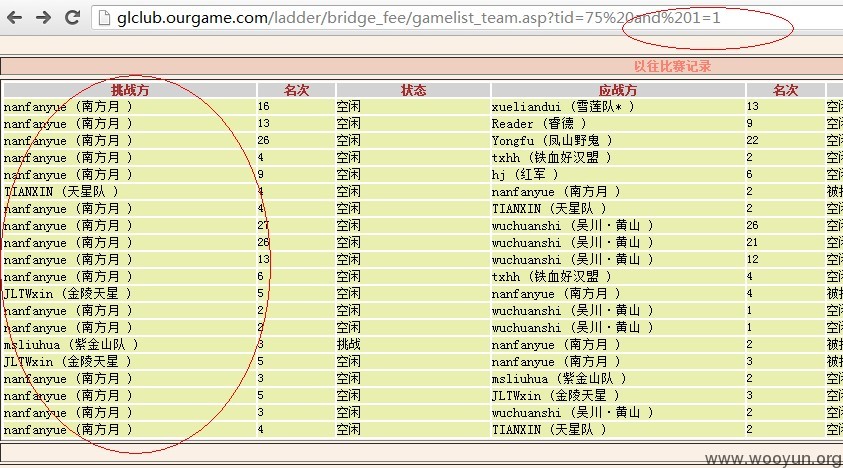 glclub.ourgame.com/ladder/bridge_fee/gamelist_team.asp?tid=75%20and%201=1
以往比赛记录
挑战方 名次 状态 应战方 名次
nanfanyue (南方月 ) 16 空闲 xueliandui (雪莲队* ) 13 空闲
nanfanyue (南方月 ) 13 空闲 Reader (睿德 ) 9 空闲
nanfanyue (南方月 ) 26 空闲 Yongfu (凤山野鬼 ) 22 空闲
nanfanyue (南方月 ) 4 空闲 txhh (铁血好汉盟 ) 2 空闲
nanfanyue (南方月 ) 9 空闲 hj (红军 ) 6 空闲
TIANXIN (天星队 ) 4 空闲 nanfanyue (南方月 ) 2 被挑
nanfanyue (南方月 ) 4 空闲 TIANXIN (天星队 ) 2 空闲
nanfanyue (南方月 ) 27 空闲 wuchuanshi (吴川·黄山 ) 26 空闲
nanfanyue (南方月 ) 26 空闲 wuchuanshi (吴川·黄山 ) 21 空闲
nanfanyue (南方月 ) 13 空闲 wuchuanshi (吴川·黄山 ) 12 空闲
nanfanyue (南方月 ) 6 空闲 txhh (铁血好汉盟 ) 4 空闲
JLTWxin (金陵天星 ) 5 空闲 nanfanyue (南方月 ) 4 被挑
nanfanyue (南方月 ) 2 空闲 wuchuanshi (吴川·黄山 ) 1 空闲
nanfanyue (南方月 ) 2 空闲 wuchuanshi (吴川·黄山 ) 1 空闲
msliuhua (紫金山队 ) 3 挑战 nanfanyue (南方月 ) 2 被挑
JLTWxin (金陵天星 ) 5 空闲 nanfanyue (南方月 ) 3 被挑
nanfanyue (南方月 ) 3 空闲 msliuhua (紫金山队 ) 2 空闲
nanfanyue (南方月 ) 5 空闲 JLTWxin (金陵天星 ) 3 空闲
nanfanyue (南方月 ) 3 空闲 wuchuanshi (吴川·黄山 ) 2 空闲
nanfanyue (南方月 ) 4 空闲 TIANXIN (天星队 ) 2 空闲
www.wooyun.org